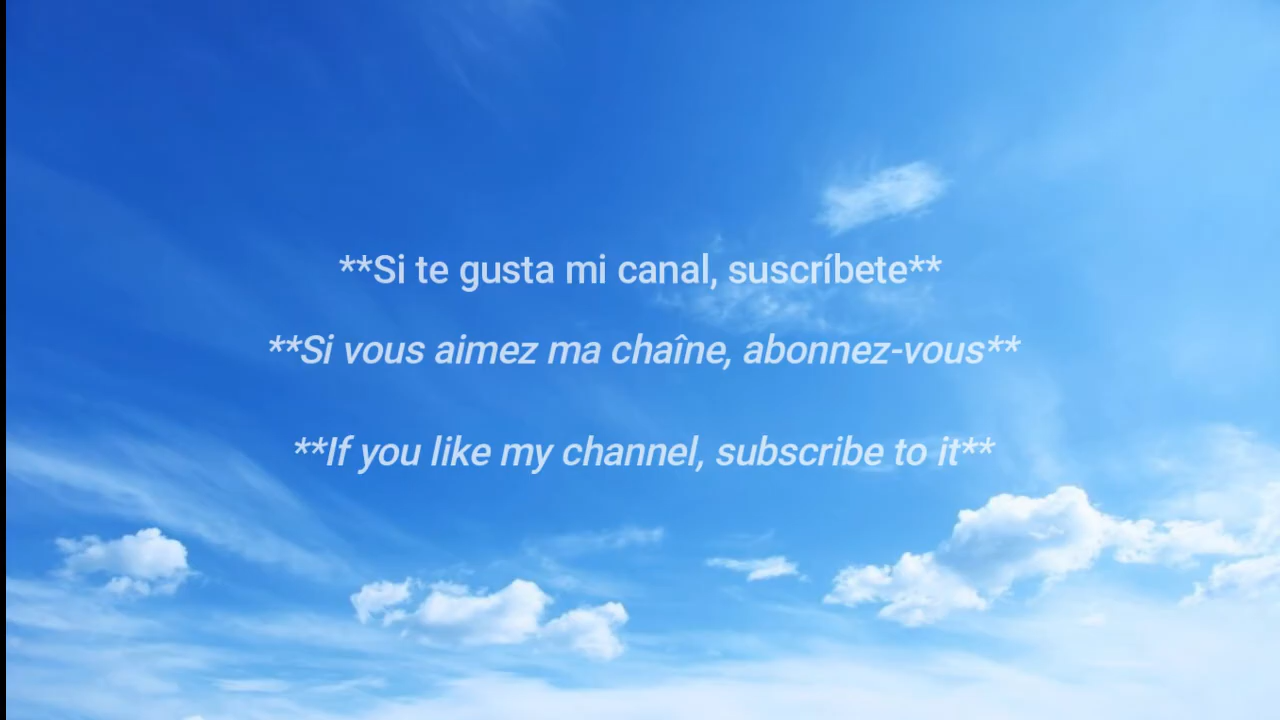 **Si te gusta mi canal, suscríbete**
**Si vous aimez ma chaîne, abonnez-vous**
**If you like my channel, subscribe to it**